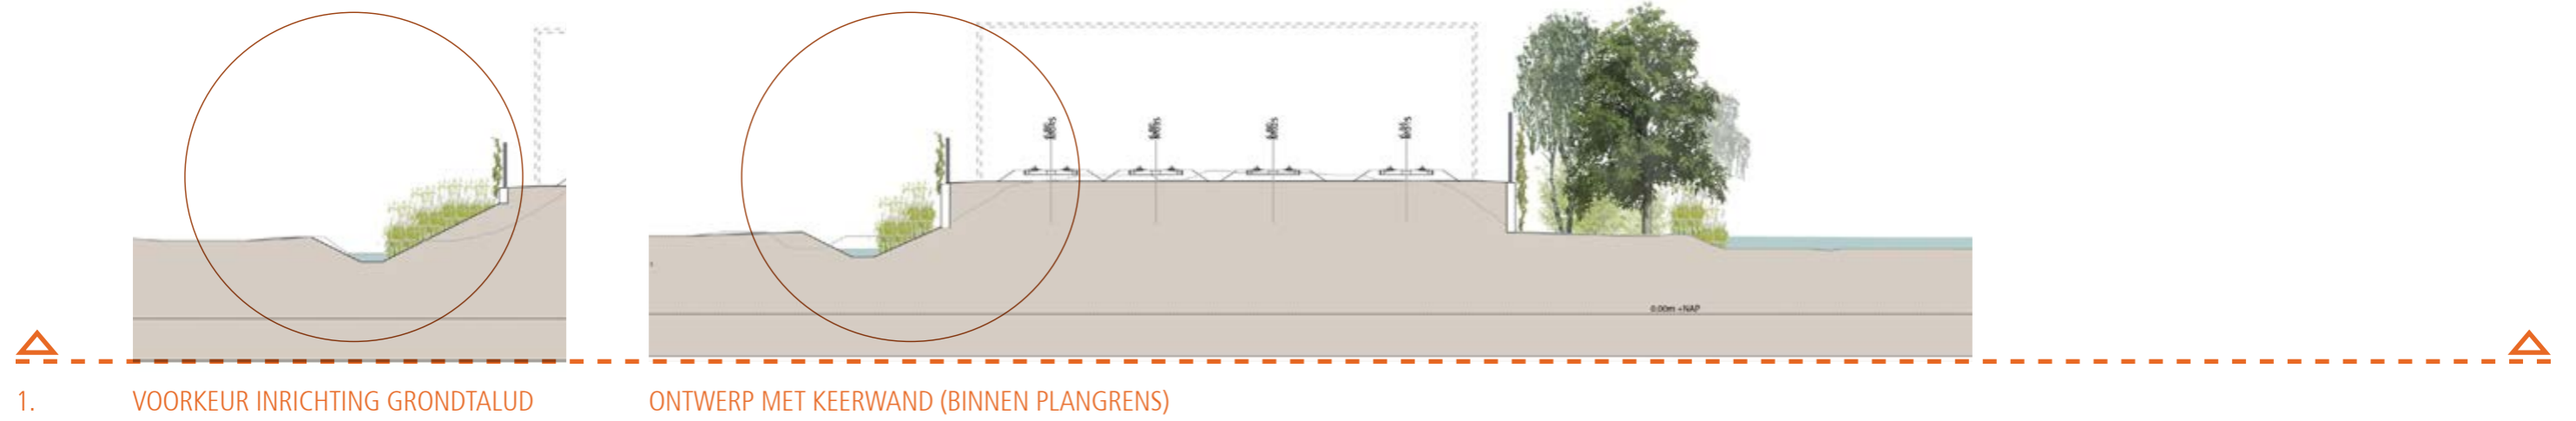 0.00m +NAP
1.
VOORKEUR INRICHTING GRONDTALUD
ONTWERP MET KEERWAND (BINNEN PLANGRENS)